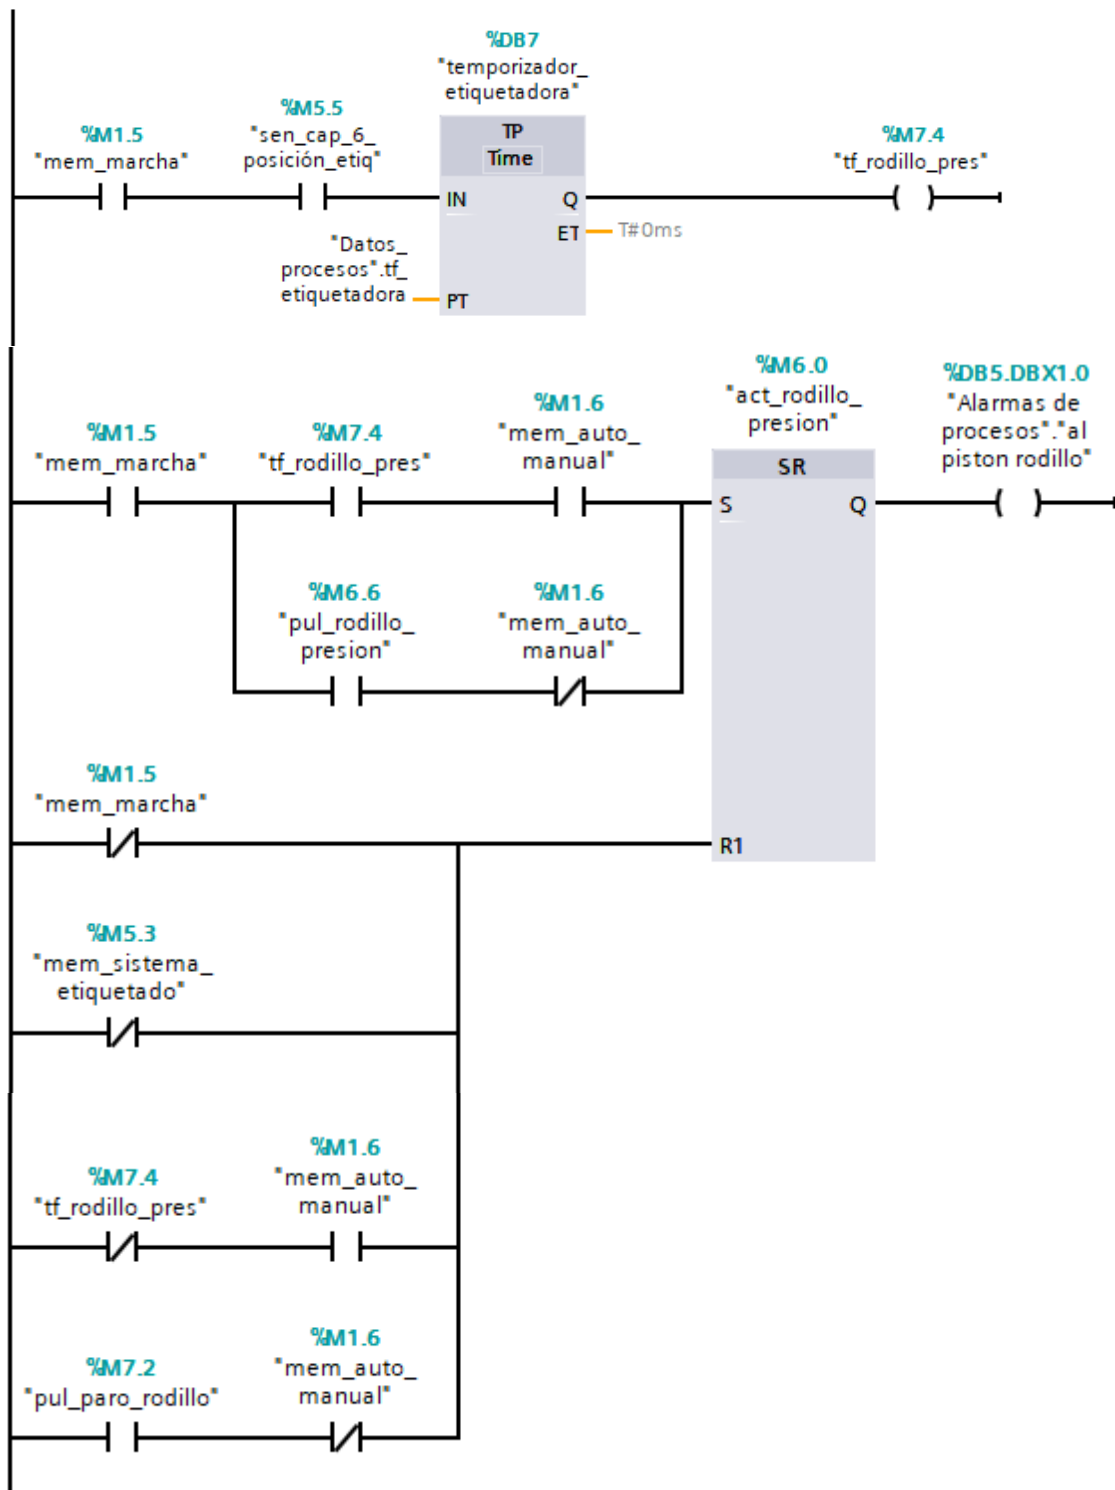 %DB7
"temporizador_
etiquetadora"
%M1.5
"mem_marcha"
%M5.5
"sen_cap_6_
posición_etiq"
TP
Time
%M7.4
"tf_rodillo_pres"
IN
Q
ET
T#0ms
"Datos_
procesos".tf_
etiquetadora
PT
%M6.0
"act_rodillo_
presion"
%DB5.DBX1.0
"Alarmas de
procesos"."al
piston rodillo"
%M1.5
"mem_marcha"
%M7.4
"tf_rodillo_pres"
%M1.6
"mem_auto_
manual"
SR
S
Q
%M6.6
"pul_rodillo_
presion"
%M1.6
"mem_auto_
manual"
%M1.5
"mem_marcha"
R1
%M5.3
"mem_sistema_
etiquetado"
%M7.4
"tf_rodillo_pres"
%M1.6
"mem_auto_
manual"
%M7.2
"pul_paro_rodillo"
%M1.6
"mem_auto_
manual"